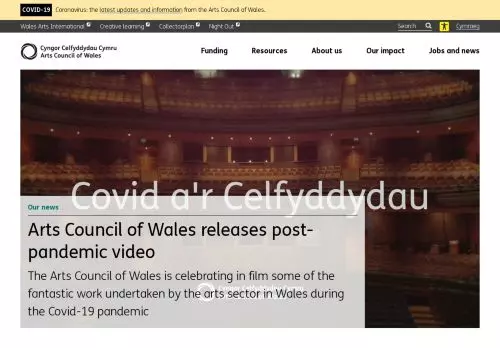 COVID-19 Coronavirus: the latest updates and information from the Arts Council of Wales.
Wales Arts International Creative learning Collectorplan Night Out Search Cymraeg
Cyngor Celfyddydau Cymru
Arts Council of Wales
Funding Resources About us Our impact Jobs and news
Covid a'r Celfyddydau
Our news
Arts Council of Wales releases post-
pandemic video
The Arts Council of Wales is celebrating in film some of the
fantastic work undertaken by the arts sector in Wales during
the Covid-19 pandemic
Cyngor Celfyddydau Cymru